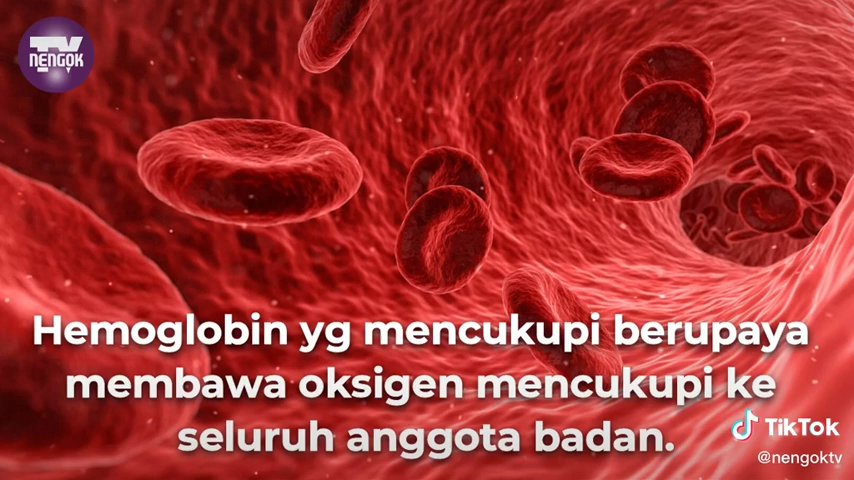 TV
NENGOK
Hemoglobin yg mencukupi berupaya
membawa oksigen mencukupi ke
seluruh anggota badan.
TikTok
@nengoktv